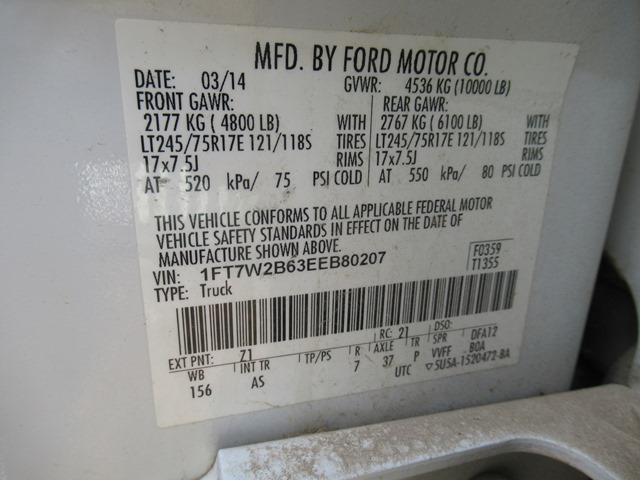 MFD. BY FORD MOTOR CO.
DATE: 03/14 GVWR: 4536 KG (10000 LB)
FRONT GAWR: REAR GAWR:
2177 KG ( 4800 LB) WITH 2767 KG ( 6100 LB) WITH
LT245/75R17E 121/118S TIRES LT245/75R17E 121/118S TIRES
17x7.5J RIMS 17x7.5J RIMS
AT 520 kPa/ 75 PSI COLD AT 550 kPa/ 80 PSI COLD
THIS VEHICLE CONFORMS TO ALL APPLICABLE FEDERAL MOTOR
VEHICLE SAFETY STANDARDS IN EFFECT ON THE DATE OF
MANUFACTURE SHOWN ABOVE.
VIN: 1FT7W2B63EEB80207
TYPE: Truck
F0359
T1355
EXT PNT: Z1 RC: 21 DSO:
WB INT TR TP/PS R AXLE TR SPR DFA12
156 AS 7 37 P VVFF BOA
UTC ▽5U5A-1520472-BA